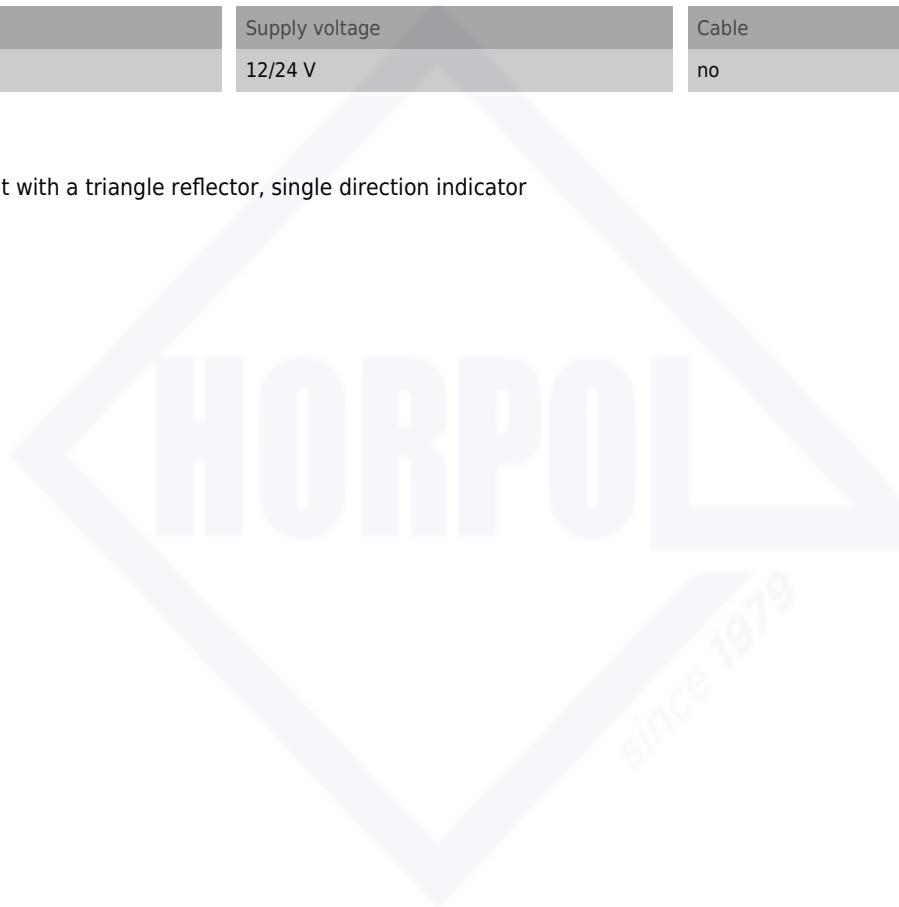 Supply voltage Cable
12/24 V no
t with a triangle reflector, single direction indicator
HORPOL
since 1979